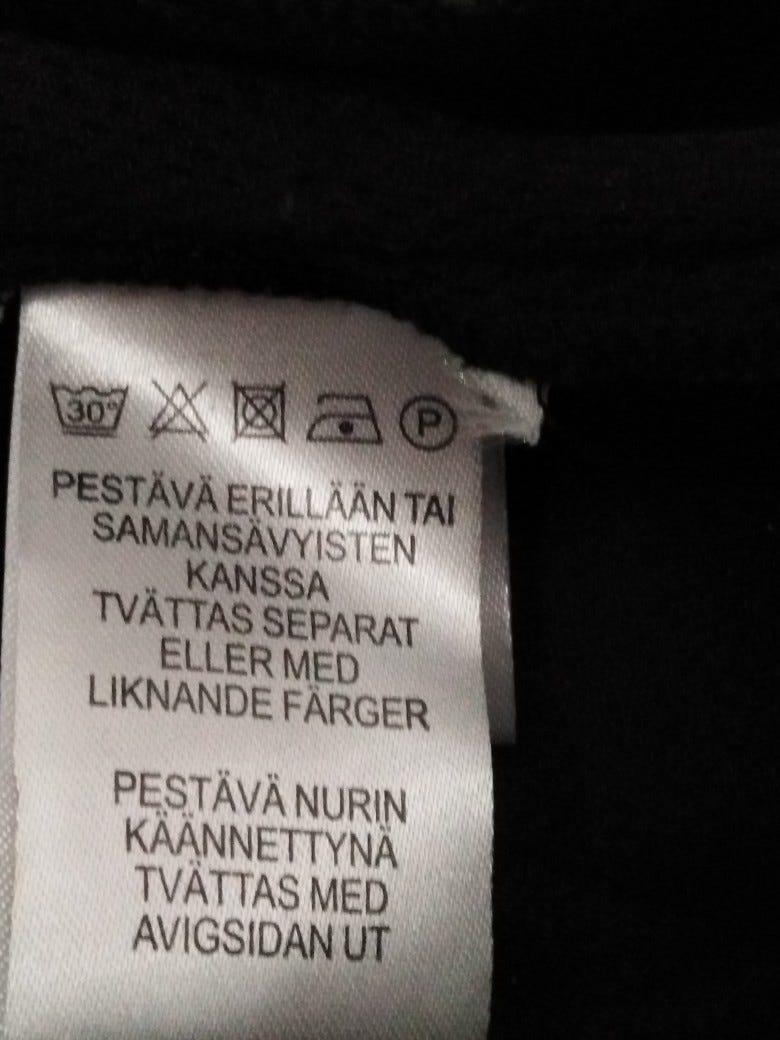 30°
P
PESTÄVÄ ERILLÄÄN TAI
SAMANSÄVYISTEN
KANSSA
TVÄTTAS SEPARAT
ELLER MED
LIKNANDE FÄRGER
PESTÄVÄ NURIN
KÄÄNNETTYNÄ
TVÄTTAS MED
AVIGSIDAN UT